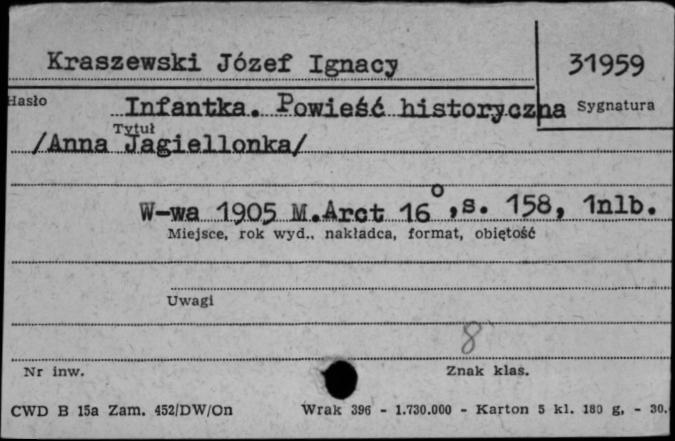 Kraszewski Józef Ignacy
31959
Hasło
Infantka. Powieść historyczna
Sygnatura
Tytuł
/Anna Jagiellonka/
W-wa 1905 M.Arct 16°, s. 158, 1nlb.
Miejsce, rok wyd., nakładca, format, objętość
Uwagi
8
Nr inw.
Znak klas.
CWD B 15a Zam. 452/DW/On
Wrak 396 - 1.730.000 - Karton 5 kl. 180 g, - 30.